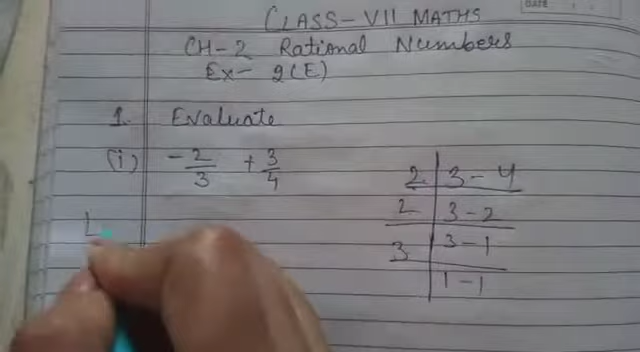 DATE
CLASS-VII MATHS
CH-2 Rational Numbers
Ex- 2(E)
1. Evaluate
(i) -2/3 + 3/4
2 | 3 - 4
2 | 3 - 2
3 | 3 - 1
1 - 1
L